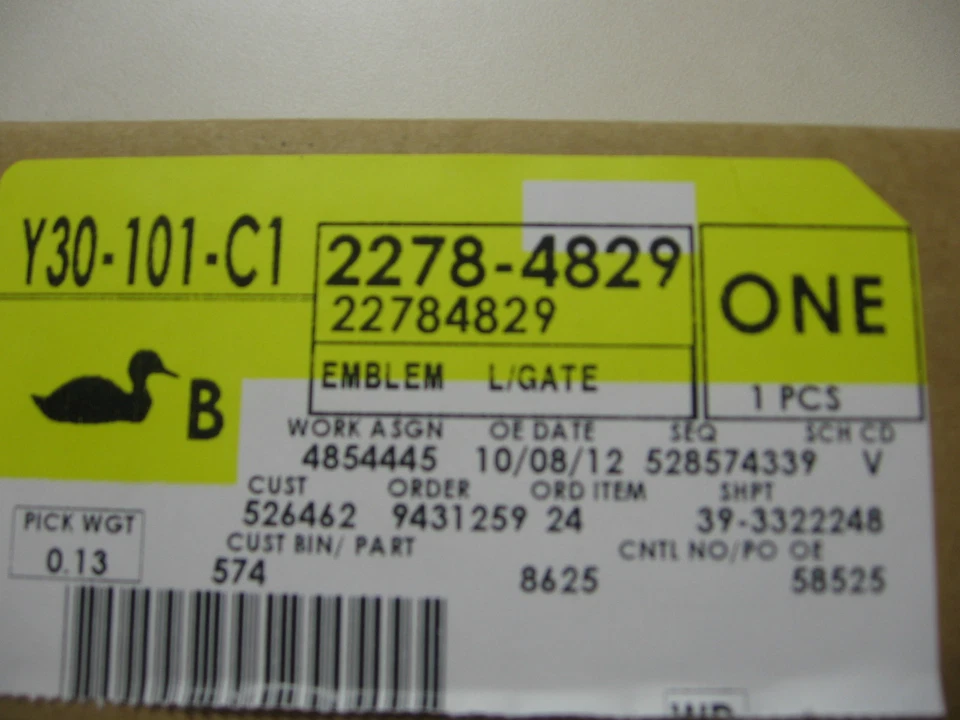 Y30-101-C1
2278-4829
22784829
EMBLEM L/GATE
ONE
1 PCS
B
WORK ASGN OE DATE SEQ SCH CD
4854445 10/08/12 528574339 V
CUST ORDER ORD ITEM SHPT
526462 9431259 24 39-3322248
PICK WGT
0.13
CUST BIN/ PART CNTL NO/PO OE
574 8625 58525